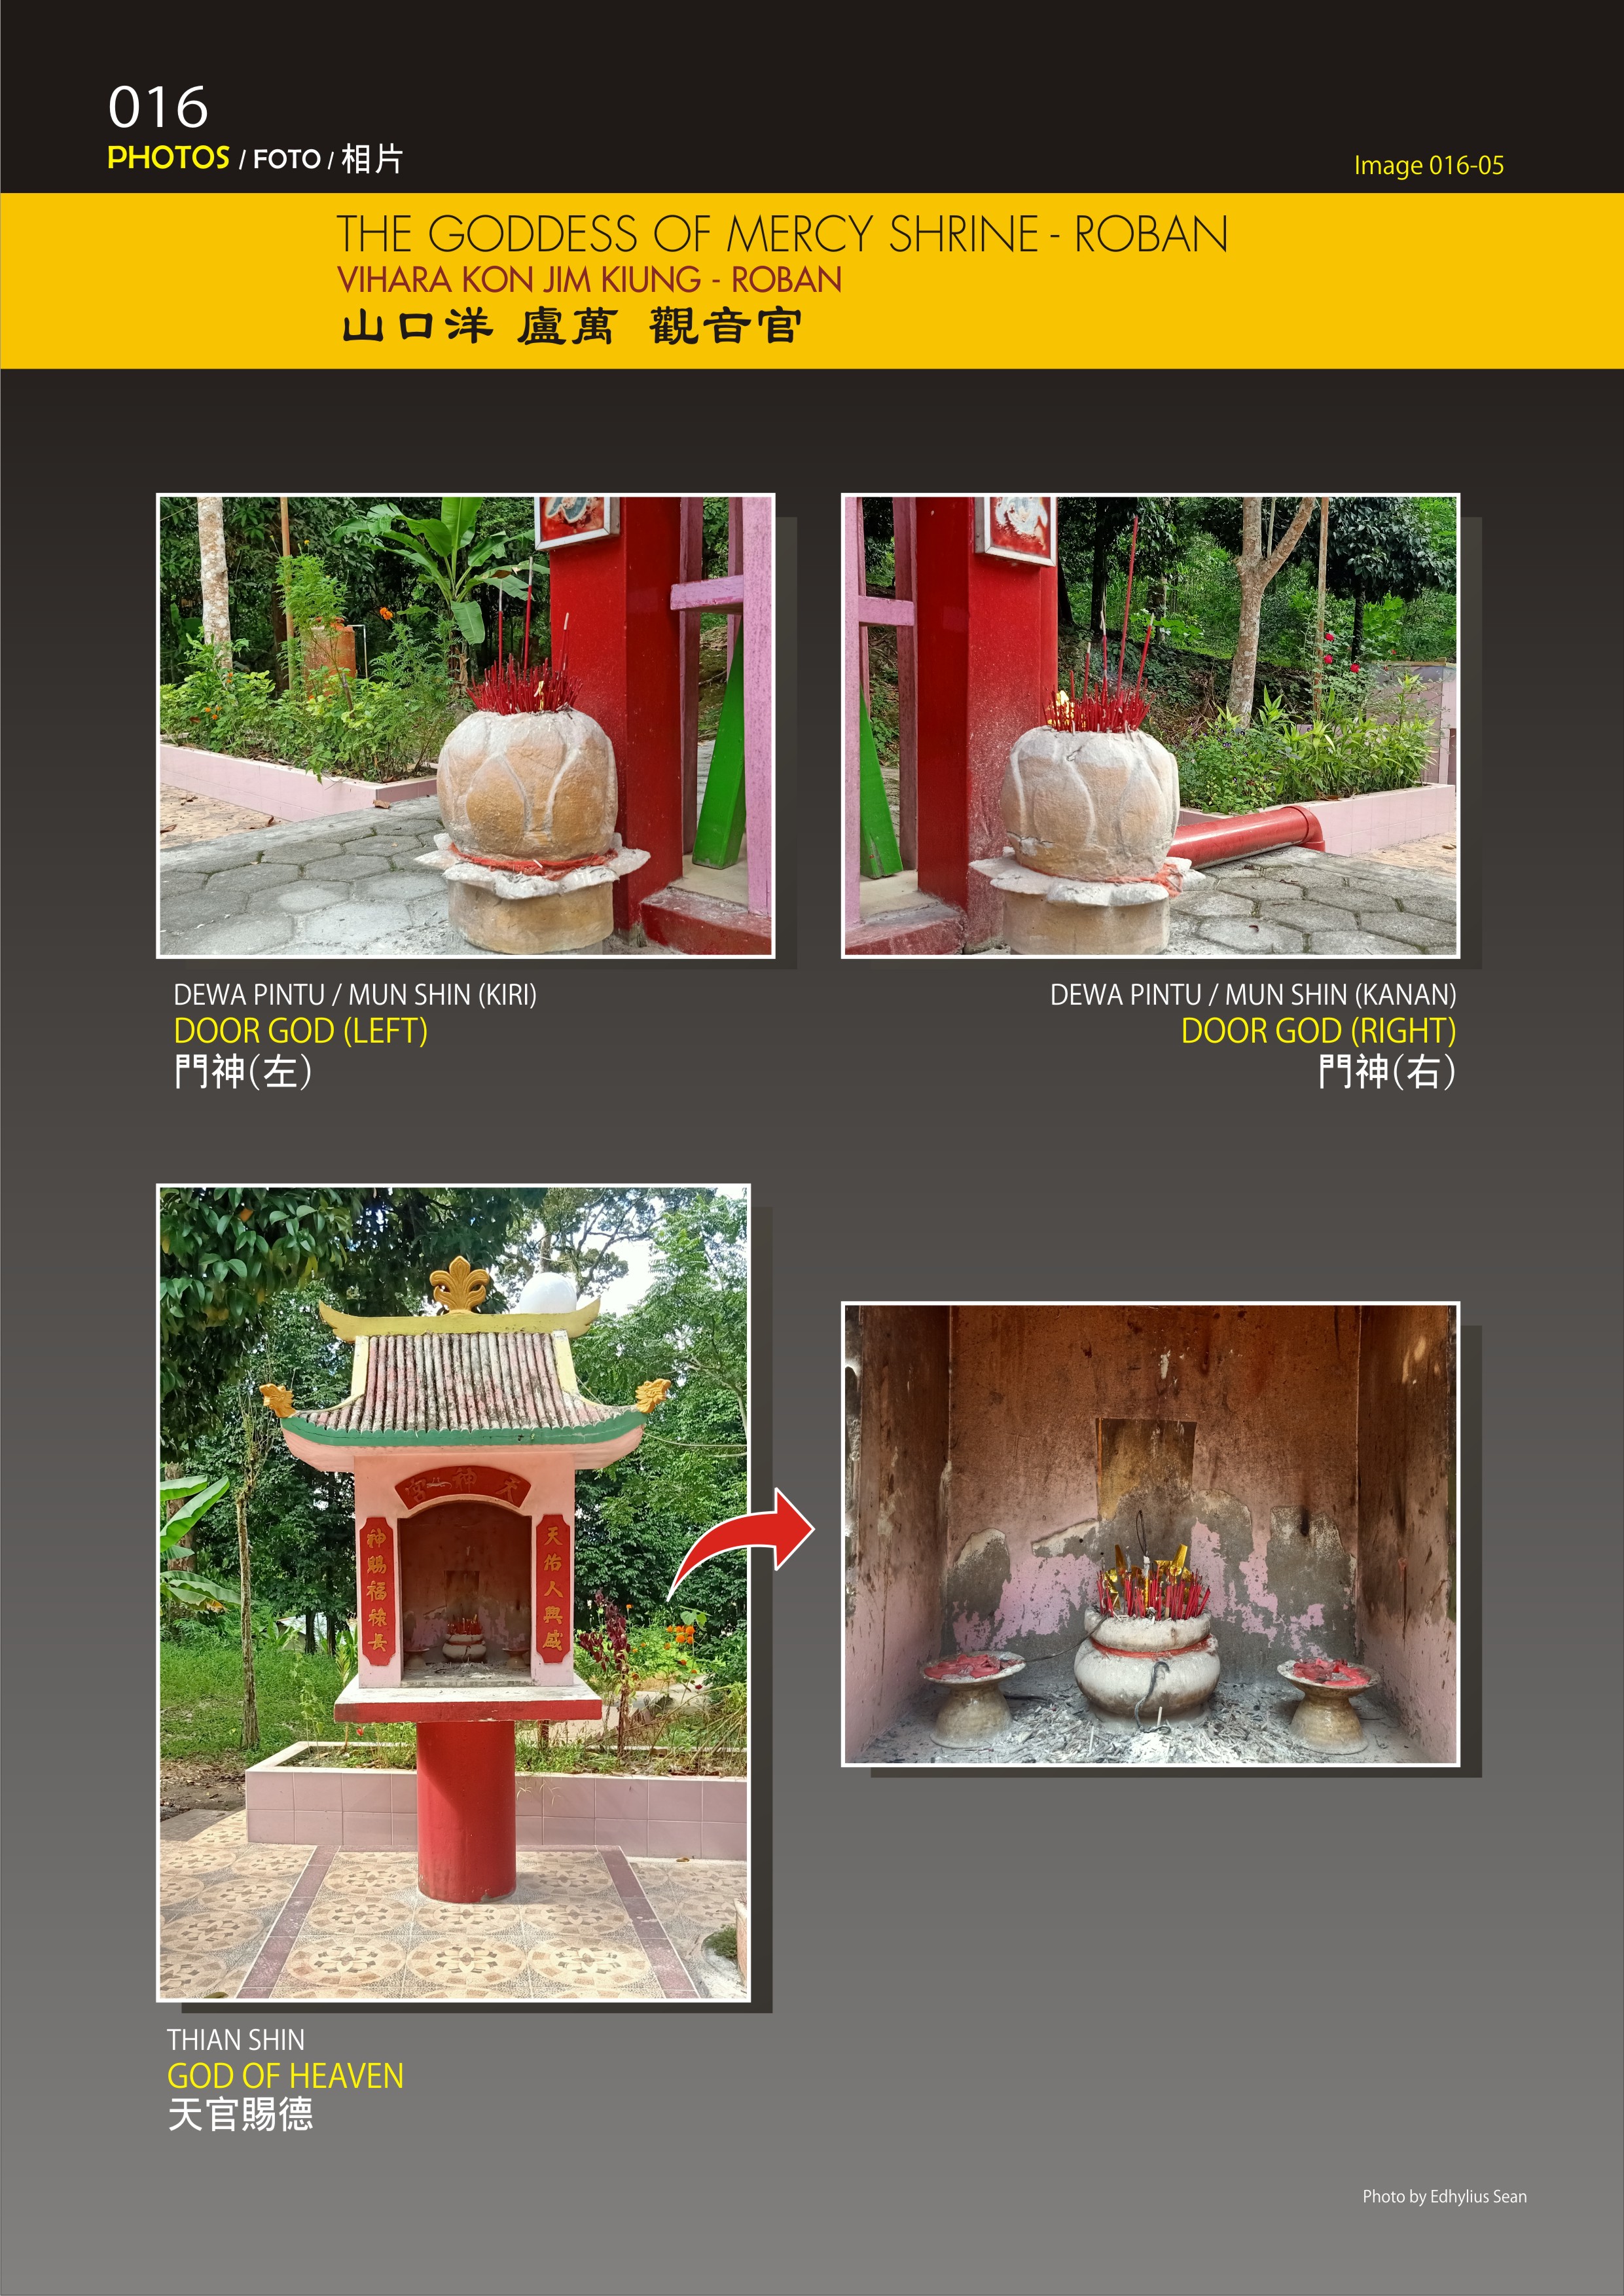 016
PHOTOS / FOTO / 相片
Image 016-05
THE GODDESS OF MERCY SHRINE - ROBAN
VIHARA KON JIM KIUNG - ROBAN
山口洋 盧萬 觀音官
DEWA PINTU / MUN SHIN (KIRI)
DOOR GOD (LEFT)
門神(左)
DEWA PINTU / MUN SHIN (KANAN)
DOOR GOD (RIGHT)
門神(右)
天佑人興盛
神賜福祿長
THIAN SHIN
GOD OF HEAVEN
天官賜德
Photo by Edhylius Sean